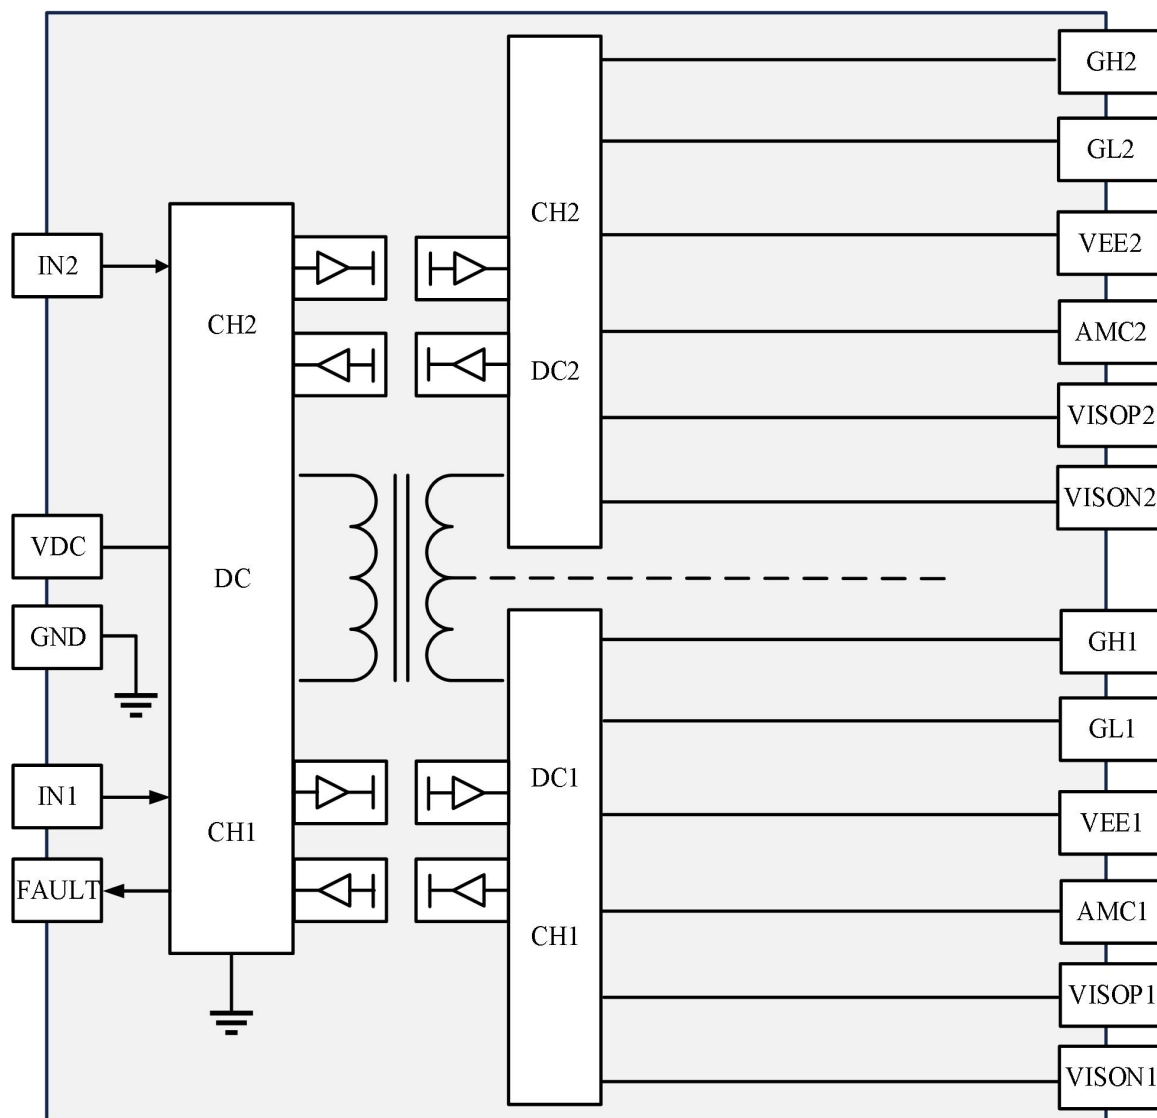 GH2
GL2
CH2
VEE2
IN2
CH2
AMC2
DC2
VISOP2
VISON2
VDC
DC
GND
GH1
GL1
IN1
DC1
VEE1
CH1
FAULT
AMC1
CH1
VISOP1
VISON1